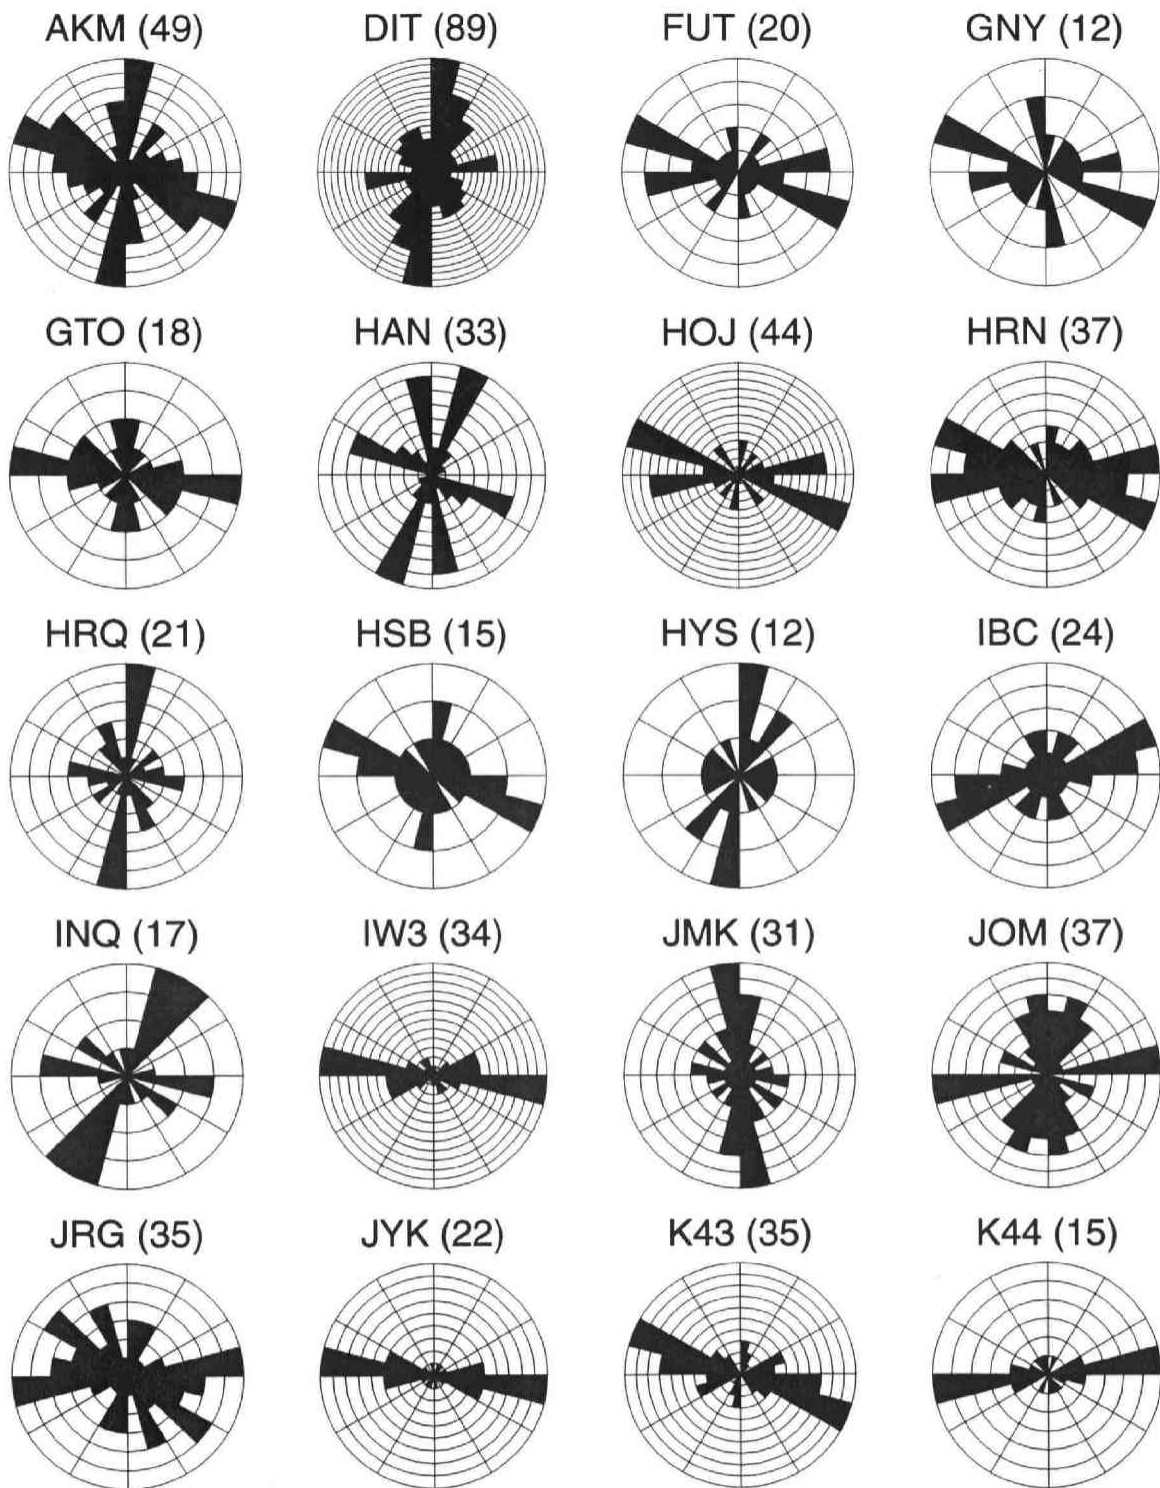 AKM (49) DIT (89) FUT (20) GNY (12)
GTO (18) HAN (33) HOJ (44) HRN (37)
HRQ (21) HSB (15) HYS (12) IBC (24)
INQ (17) IW3 (34) JMK (31) JOM (37)
JRG (35) JYK (22) K43 (35) K44 (15)